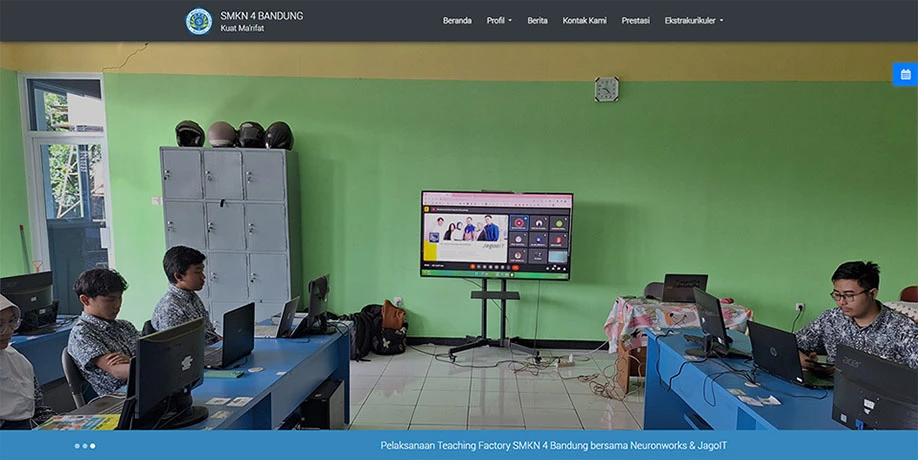 SMKN 4 BANDUNG
Kuat Ma'rifat
Beranda Profil Berita Kontak Kami Prestasi Ekstrakurikuler
JagoIT
acer
Pelaksanaan Teaching Factory SMKN 4 Bandung bersama Neuronworks & JagoIT